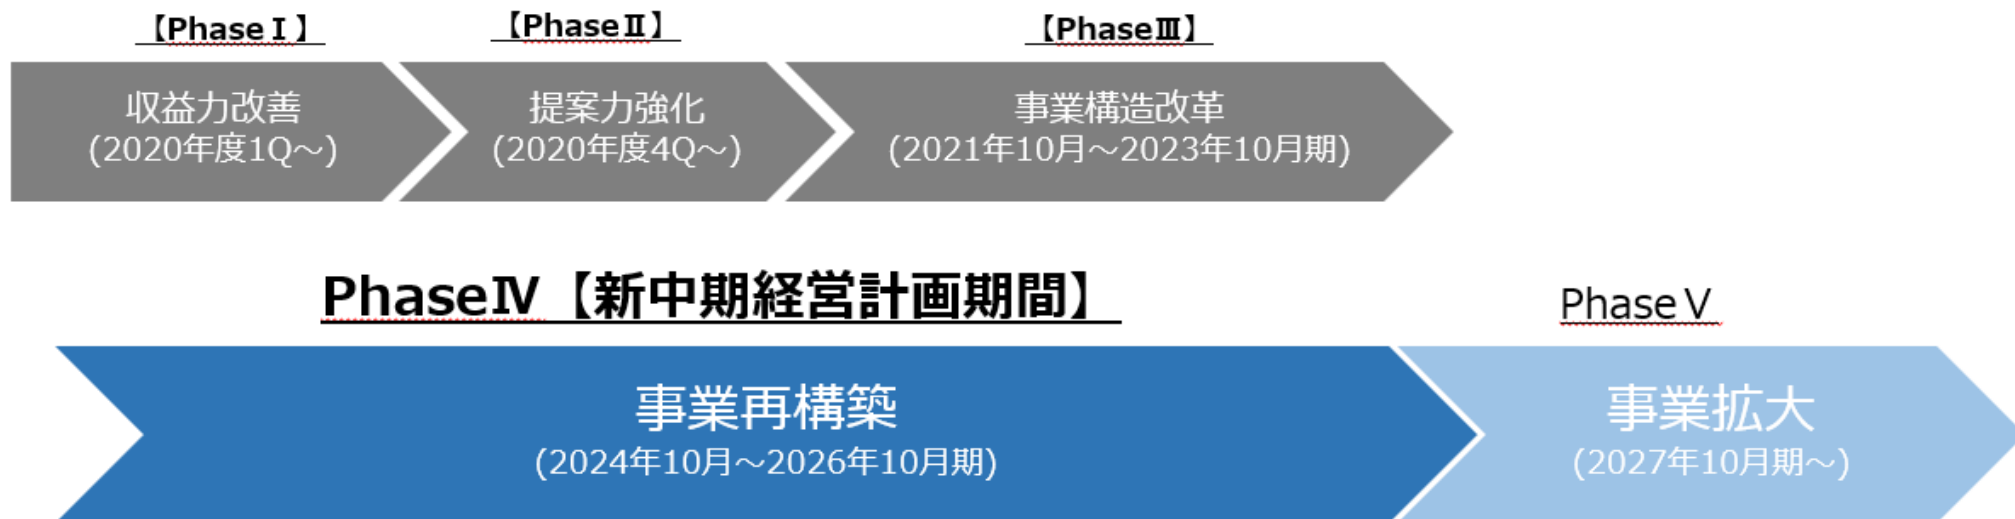 【PhaseⅠ】
【PhaseⅡ】
【PhaseⅢ】
収益力改善
(2020年度1Q～)
提案力強化
(2020年度4Q～)
事業構造改革
(2021年10月～2023年10月期)
PhaseⅣ【新中期経営計画期間】
PhaseⅤ
事業再構築
(2024年10月～2026年10月期)
事業拡大
(2027年10月期～)